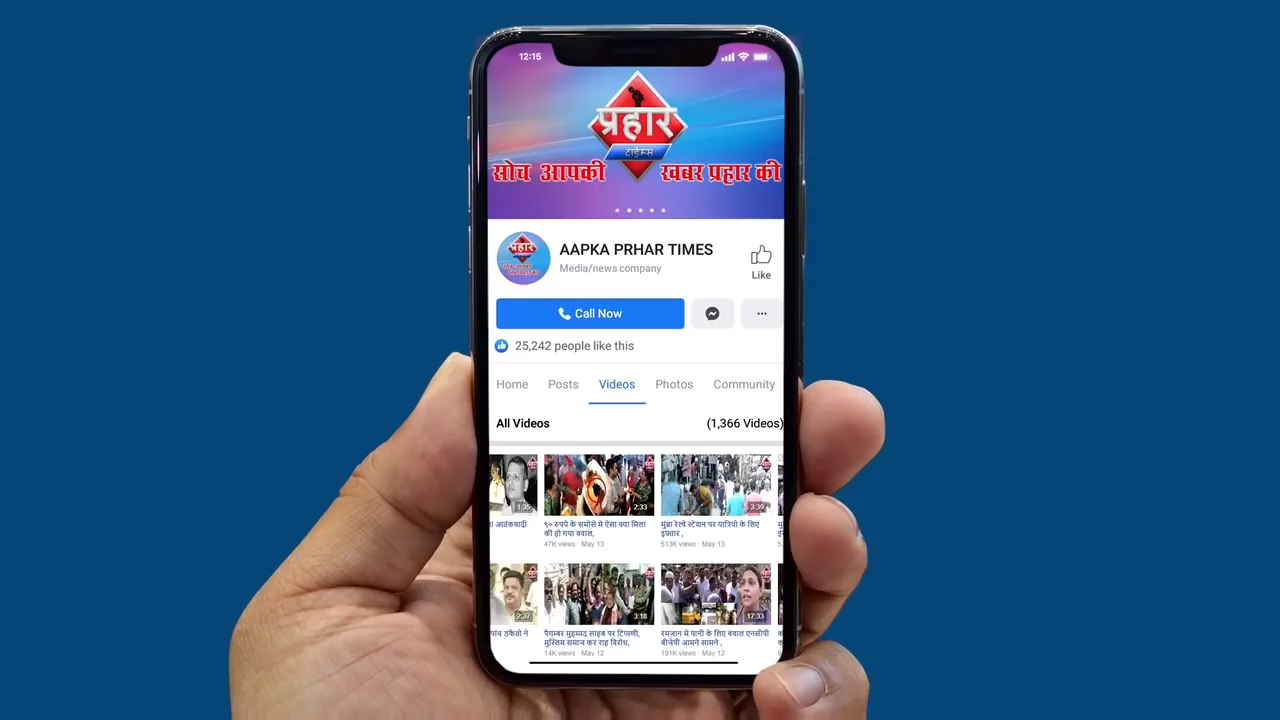 12:15
प्रहार
टाईम्स
सोच आपकी खबर प्रहार की
प्रहार
AAPKA PRHAR TIMES
Media/news company
Like
Call Now
25,242 people like this
Home Posts Videos Photos Community
All Videos (1,366 Videos)
1:35 2:33 3:39
ा आतंकवादी
९० रुपये के समोसे मे ऐसा क्या मिला
की हो गया बवाल,
47K views · May 13
मुंब्रा रेल्वे स्टेशन पर यात्रियो के लिए
इफ्तार ,
513K views · May 13
2:37 3:18 17:33
पांच डकैतो ने
पैगम्बर मुहम्मद साहब पर टिप्पणी,
मुस्लिम समाज कर राह विरोध,
14K views · May 12
रमज़ान मे पानी के लिए बवाल एनसीपी
बीजेपी आमने सामने ,
191K views · May 12